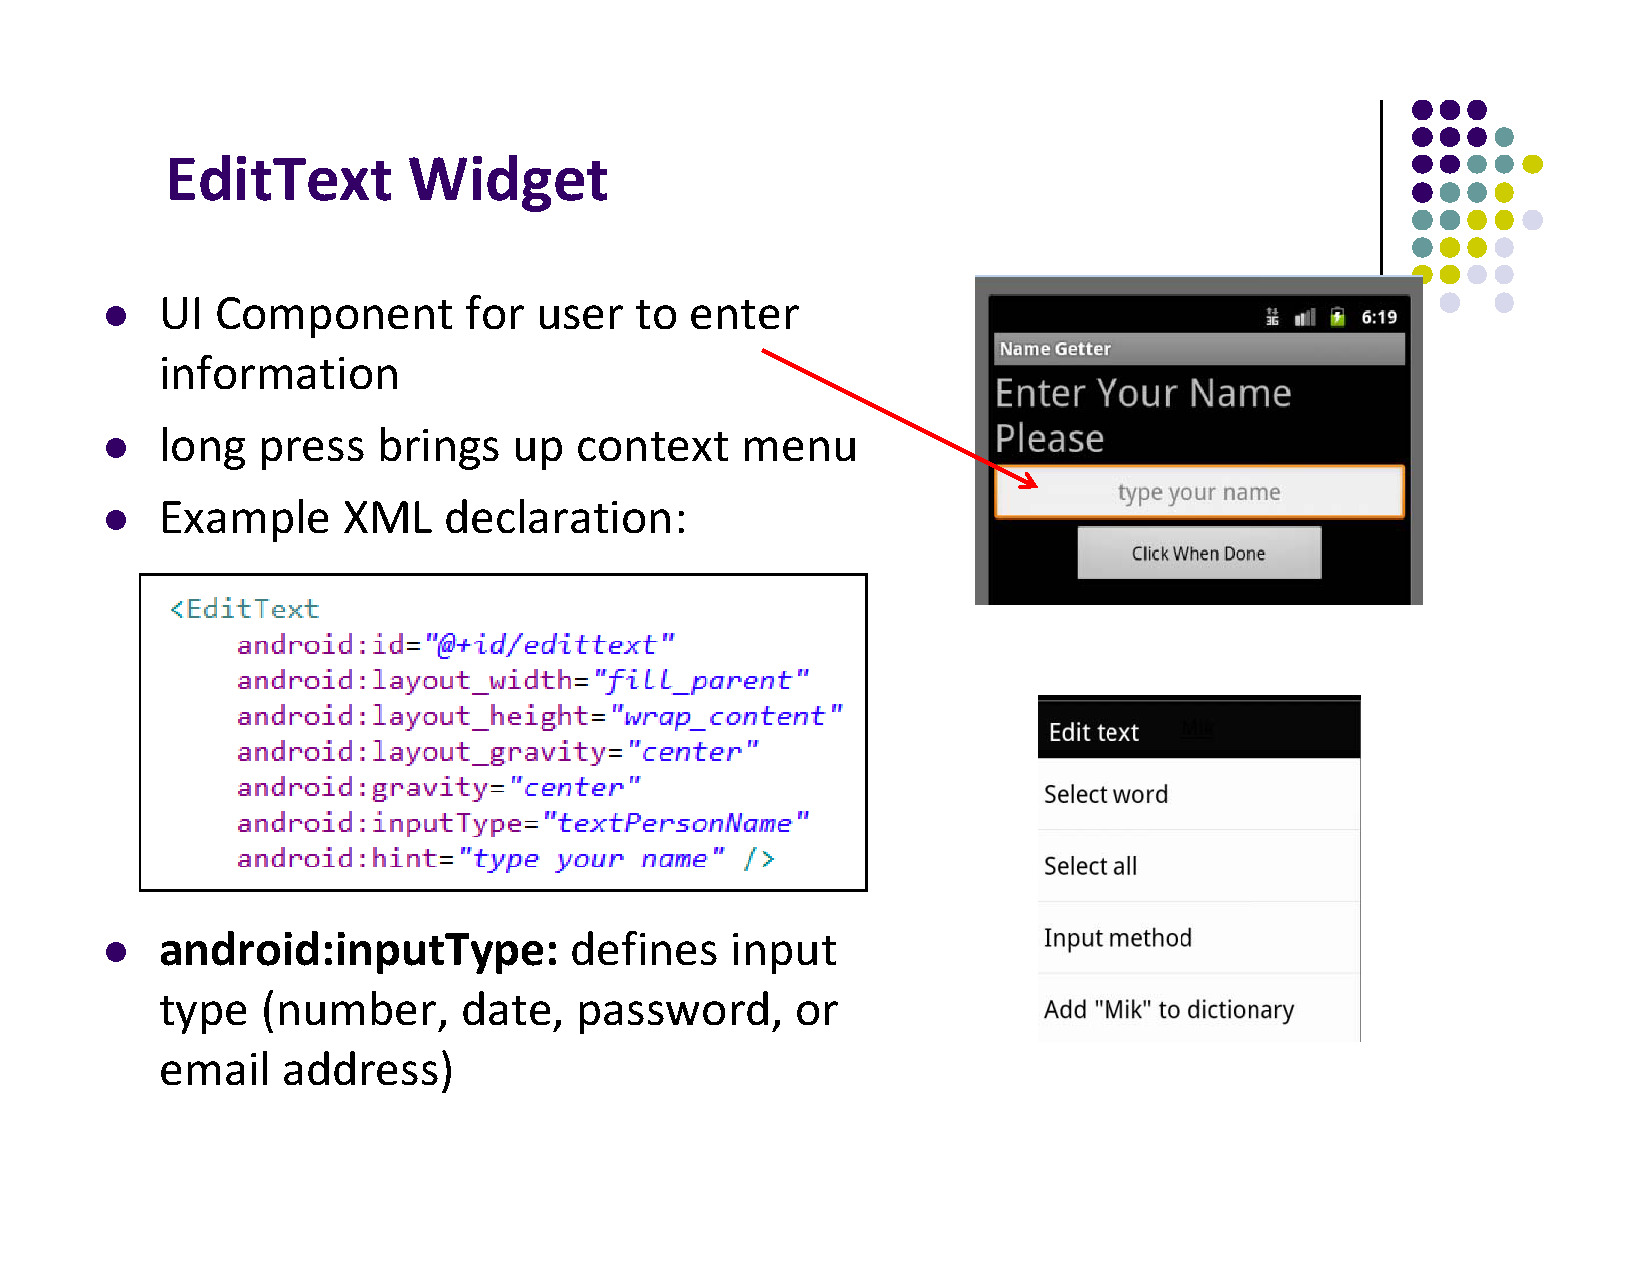 EditText Widget
UI Component for user to enter
information
long press brings up context menu
Example XML declaration:
<EditText
android:id="@+id/edittext"
android:layout_width="fill_parent"
android:layout_height="wrap_content"
android:layout_gravity="center"
android:gravity="center"
android:inputType="textPersonName"
android:hint="type your name" />
android:inputType: defines input
type (number, date, password, or
email address)
3G 6:19
Name Getter
Enter Your Name
Please
type your name
Click When Done
Edit text Mik
Select word
Select all
Input method
Add "Mik" to dictionary